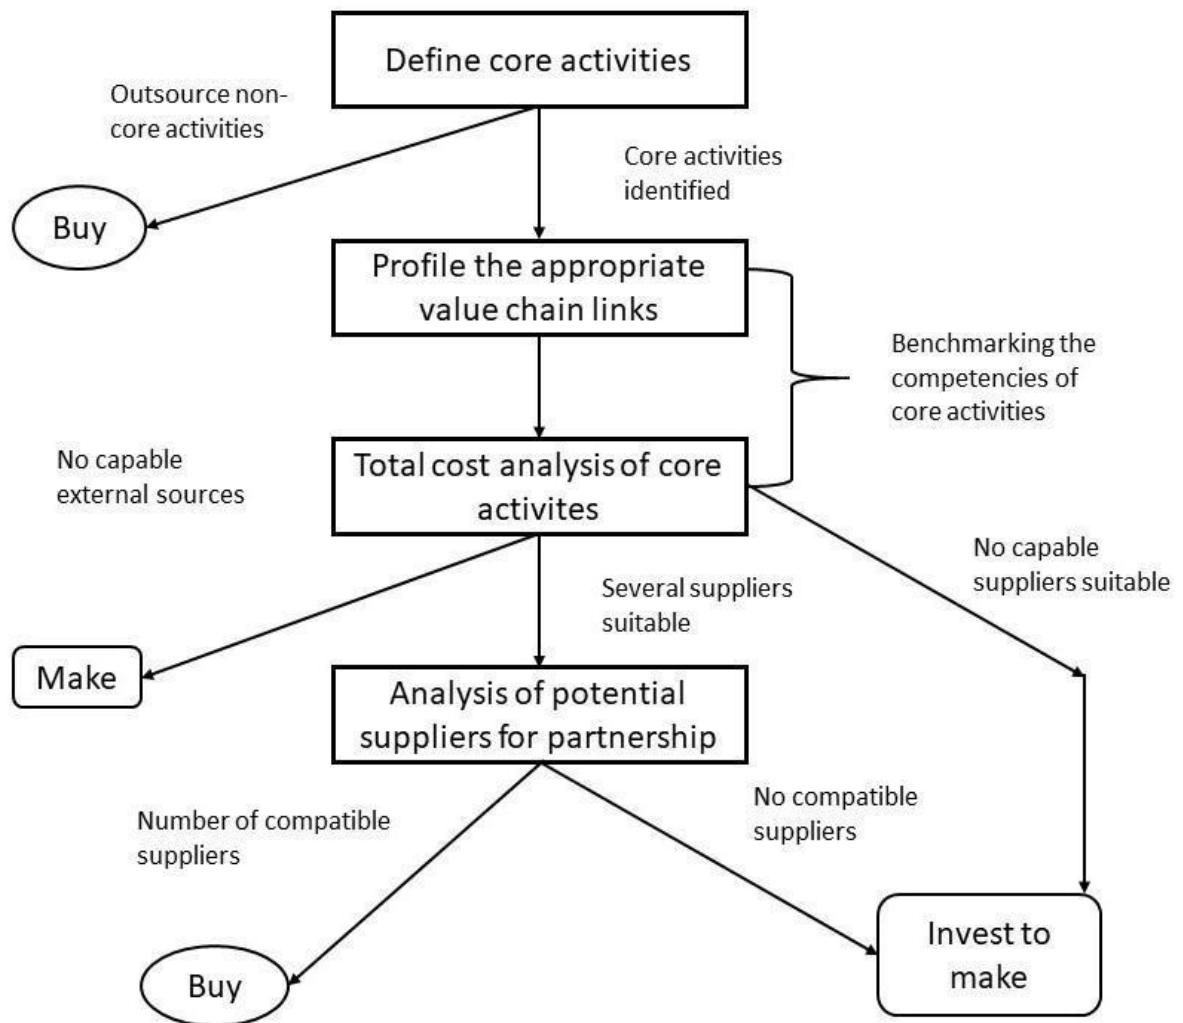 Define core activities
Outsource non-
core activities
Core activities
identified
Buy
Profile the appropriate
value chain links
Benchmarking the
competencies of
core activities
No capable
external sources
Total cost analysis of core
activites
No capable
suppliers suitable
Several suppliers
suitable
Make
Analysis of potential
suppliers for partnership
Number of compatible
suppliers
No compatible
suppliers
Buy
Invest to
make